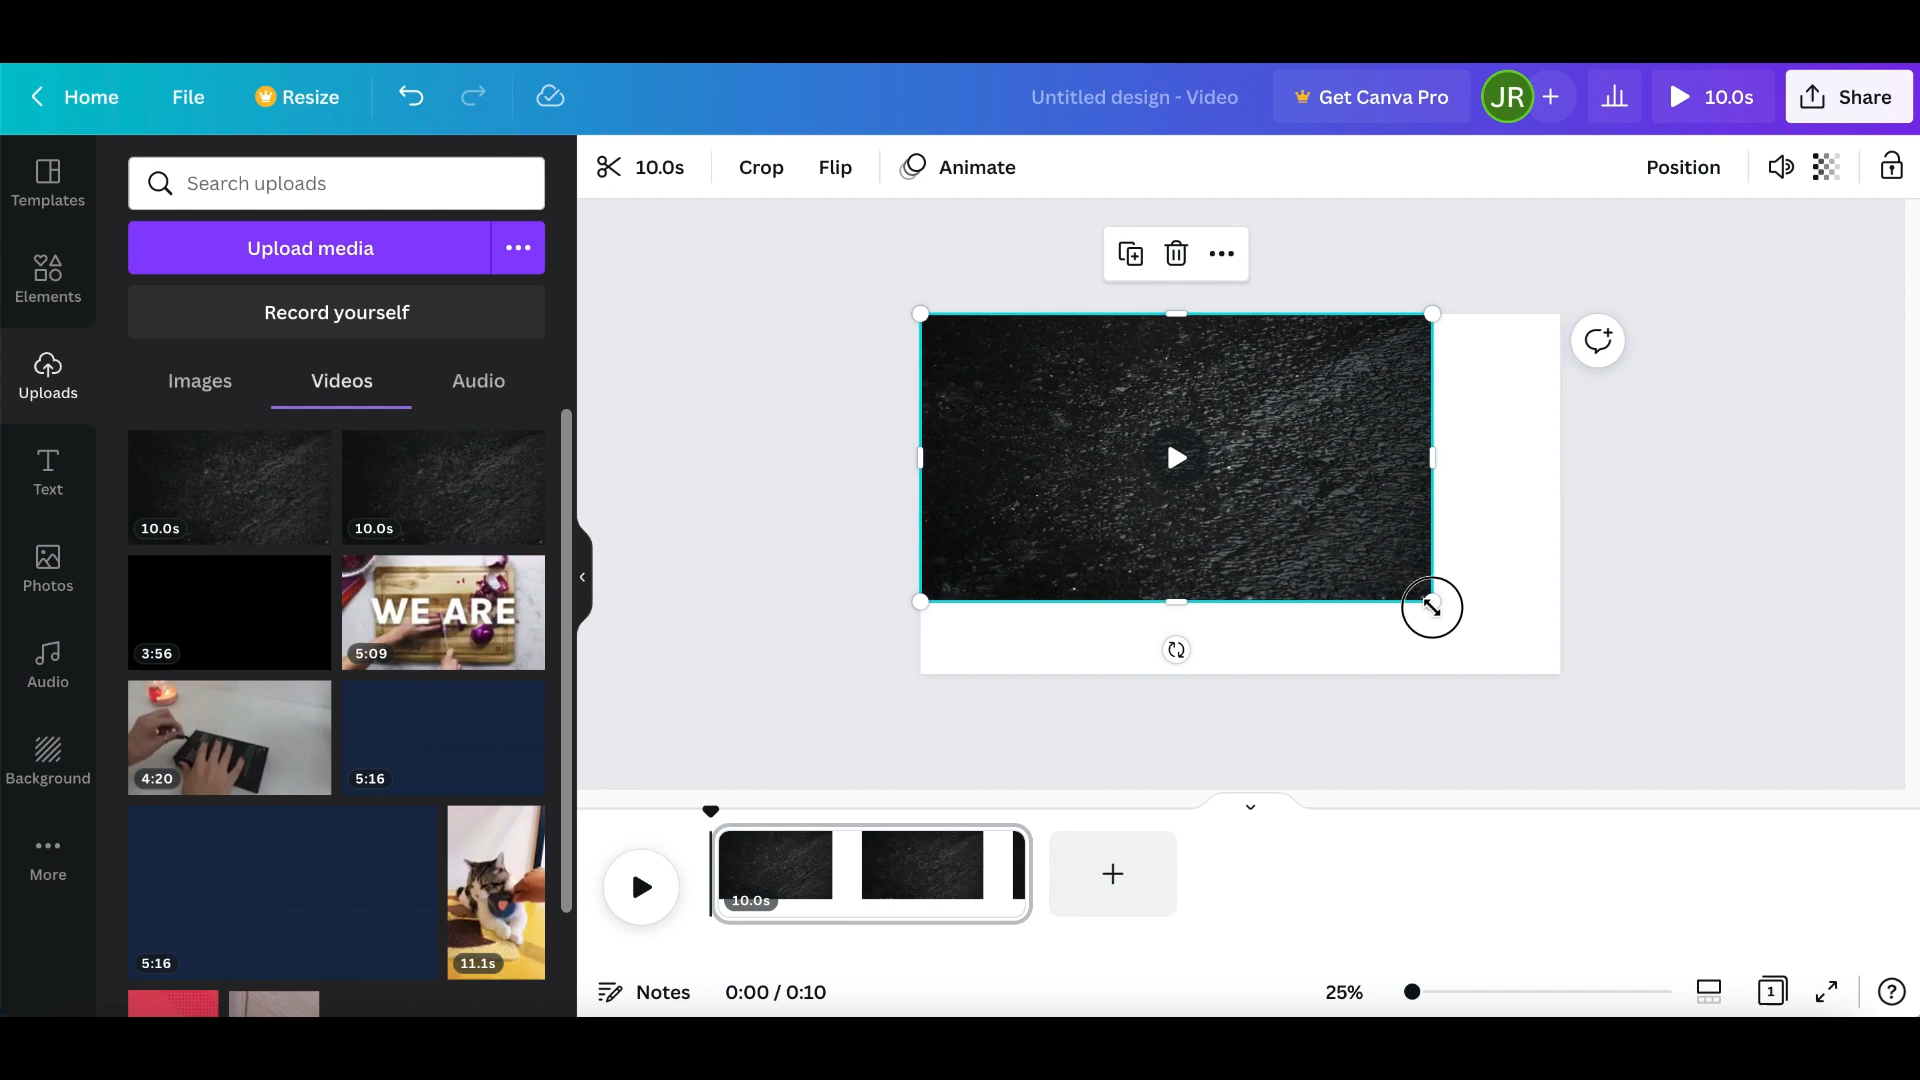 Home File Resize Untitled design - Video Get Canva Pro JR + 10.0s Share
10.0s Crop Flip Animate Position
Templates
Elements
Uploads
Text
Photos
Audio
Background
More
Search uploads
Upload media
Record yourself
Images Videos Audio
10.0s 10.0s
3:56 WE ARE 5:09
4:20 5:16
5:16 11.1s
10.0s
Notes 0:00 / 0:10 25% 1 ?